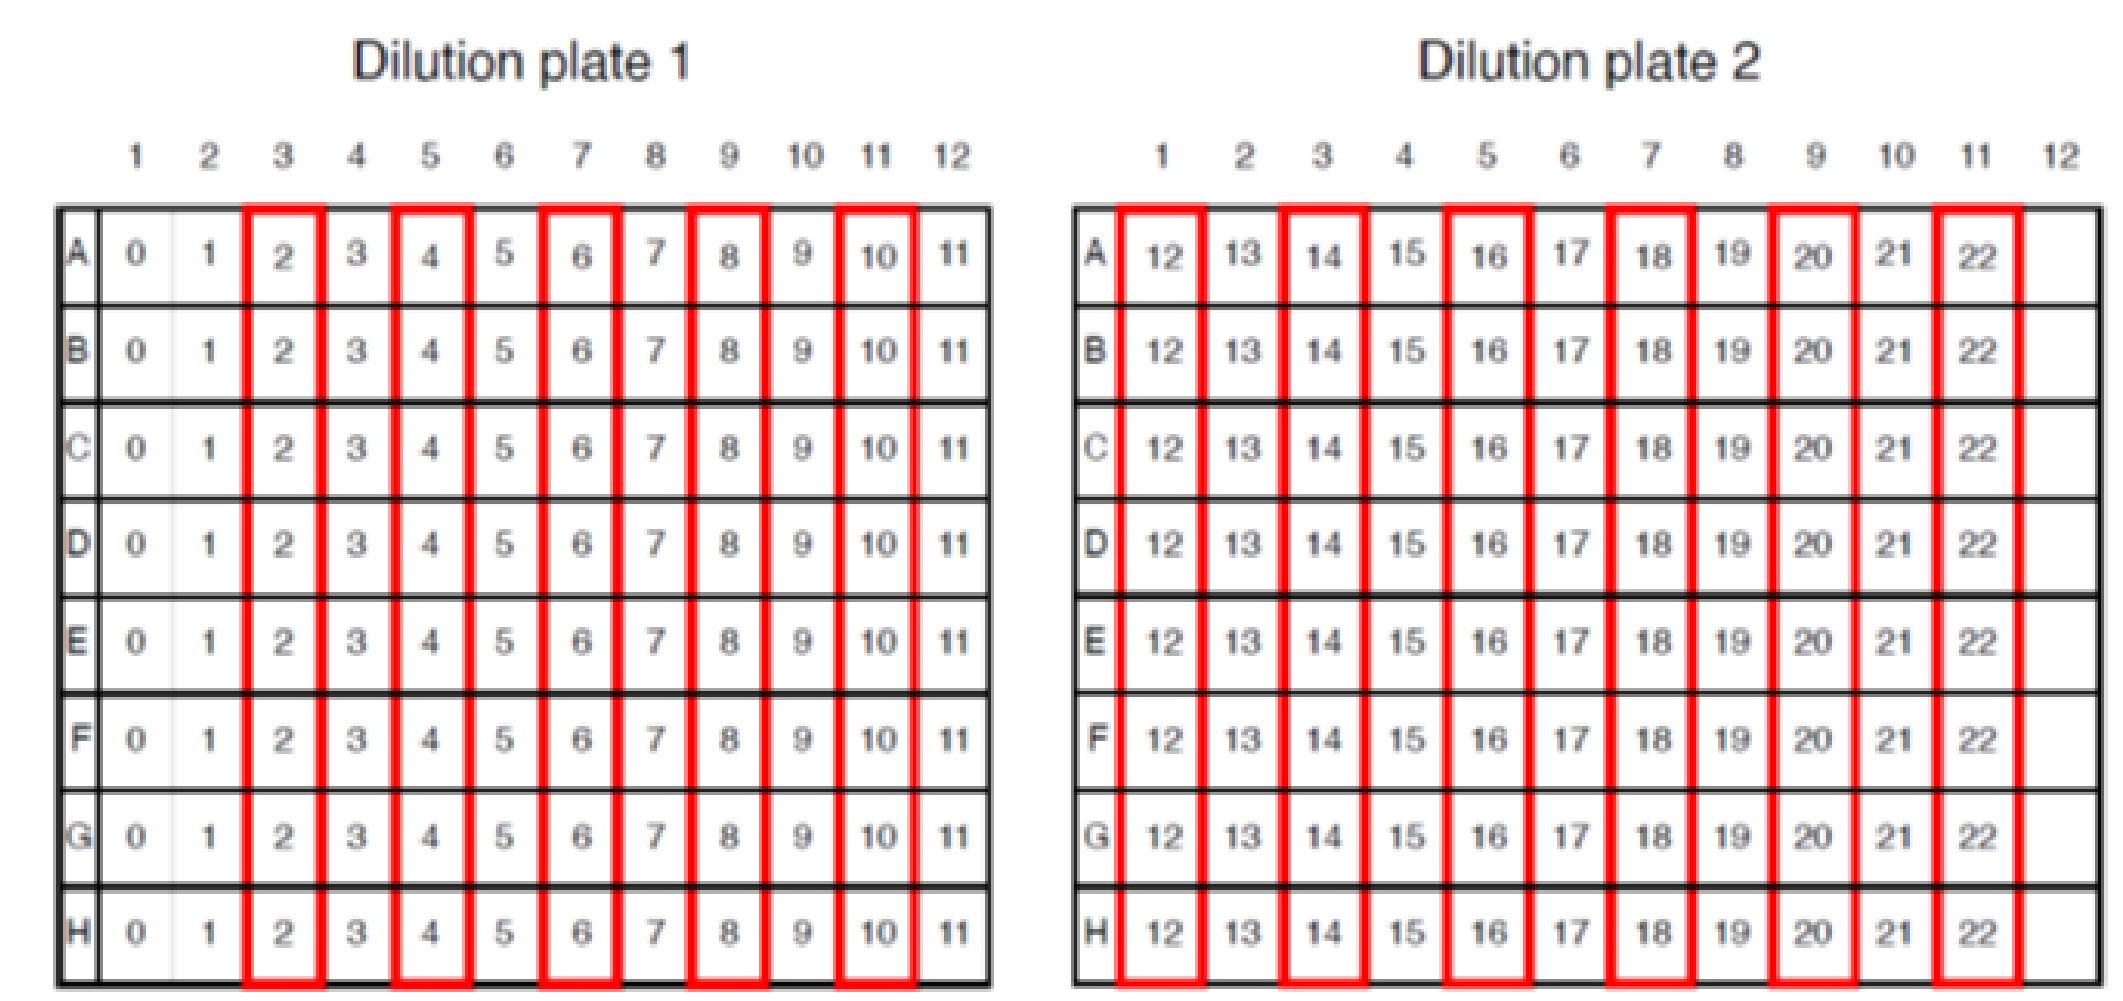 Dilution plate 1
1 2 3 4 5 6 7 8 9 10 11 12
A 0 1 2 3 4 5 6 7 8 9 10 11
B 0 1 2 3 4 5 6 7 8 9 10 11
C 0 1 2 3 4 5 6 7 8 9 10 11
D 0 1 2 3 4 5 6 7 8 9 10 11
E 0 1 2 3 4 5 6 7 8 9 10 11
F 0 1 2 3 4 5 6 7 8 9 10 11
G 0 1 2 3 4 5 6 7 8 9 10 11
H 0 1 2 3 4 5 6 7 8 9 10 11
Dilution plate 2
1 2 3 4 5 6 7 8 9 10 11 12
A 12 13 14 15 16 17 18 19 20 21 22
B 12 13 14 15 16 17 18 19 20 21 22
C 12 13 14 15 16 17 18 19 20 21 22
D 12 13 14 15 16 17 18 19 20 21 22
E 12 13 14 15 16 17 18 19 20 21 22
F 12 13 14 15 16 17 18 19 20 21 22
G 12 13 14 15 16 17 18 19 20 21 22
H 12 13 14 15 16 17 18 19 20 21 22